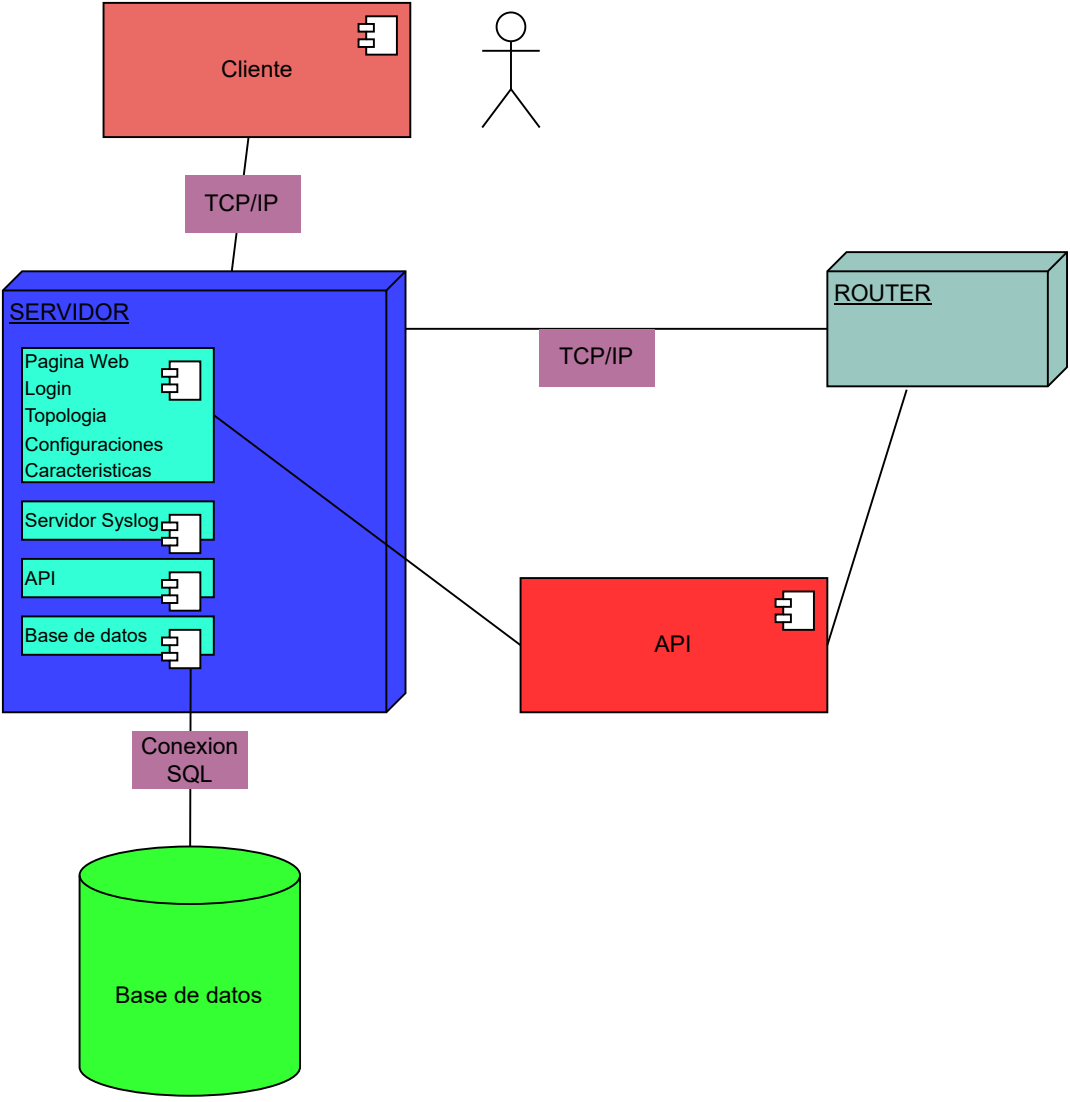 Cliente
TCP/IP
SERVIDOR
ROUTER
TCP/IP
Pagina Web
Login
Topologia
Configuraciones
Caracteristicas
Servidor Syslog
API
Base de datos
API
Conexion
SQL
Base de datos